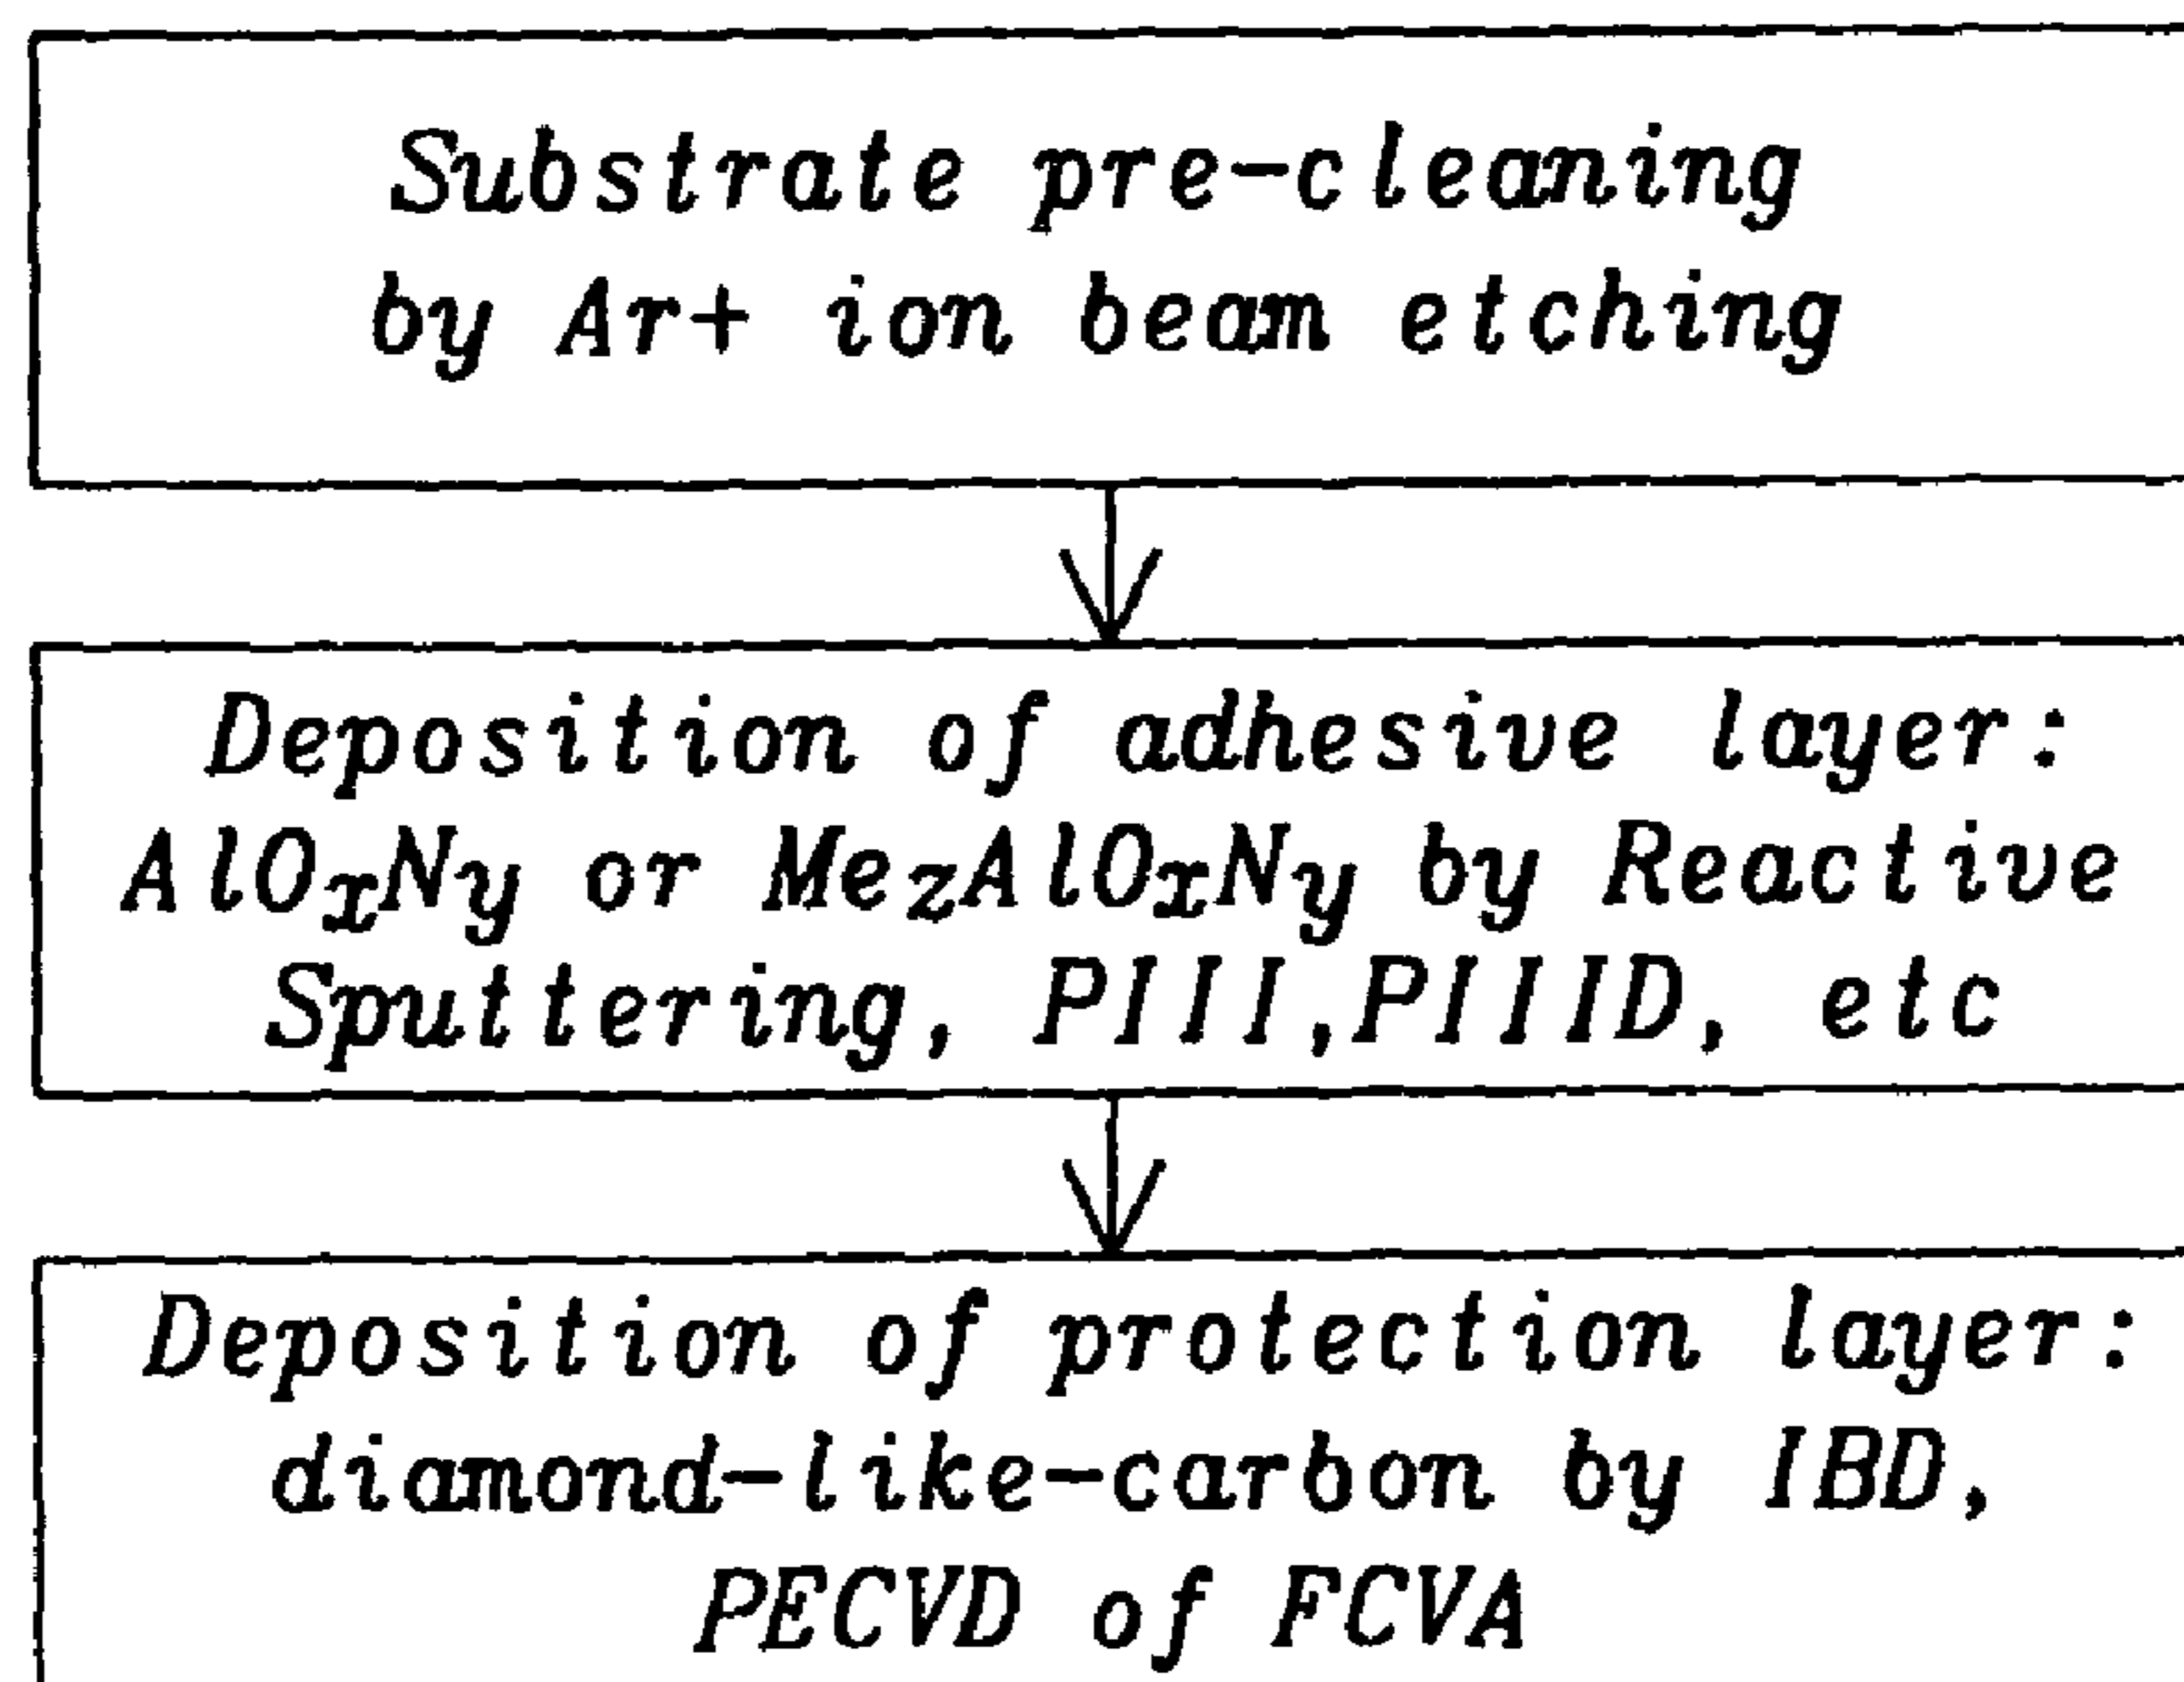 Substrate pre-cleaning
by Ar+ ion beam etching
Deposition of adhesive layer:
AlOxNy or MezAlOxNy by Reactive
Sputtering, PIII,PIIID, etc
Deposition of protection layer:
diamond-like-carbon by IBD,
PECVD of FCVA